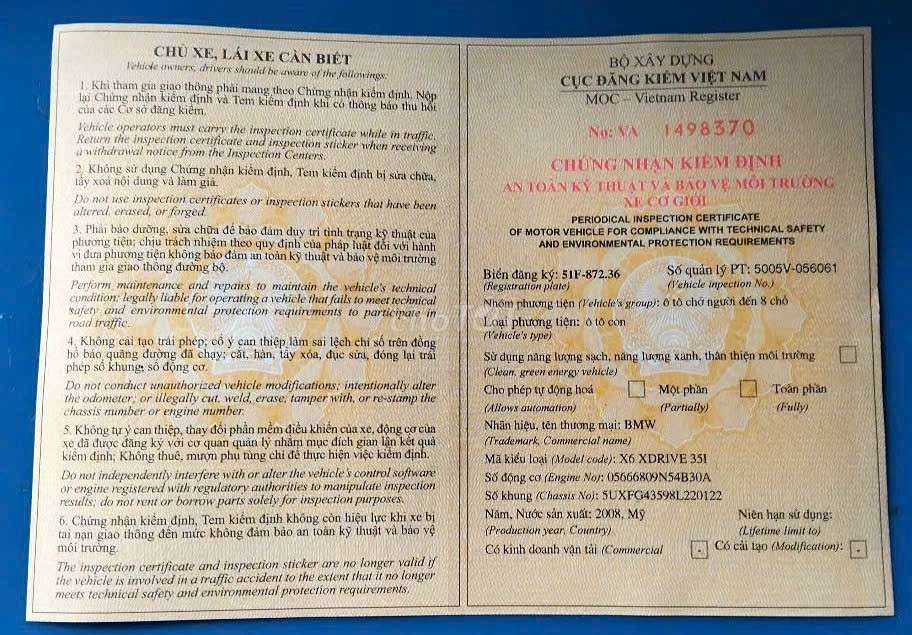 CHỦ XE, LÁI XE CẦN BIẾT
Vehicle owners, drivers should be aware of the followings:
1. Khi tham gia giao thông phải mang theo Chứng nhận kiểm định. Nộp
lại Chứng nhận kiểm định và Tem kiểm định khi có thông báo thu hồi
của các Cơ sở đăng kiểm.
Vehicle operators must carry the inspection certificate while in traffic.
Return the inspection certificate and inspection sticker when receiving
a withdrawal notice from the Inspection Centers.
2. Không sử dụng Chứng nhận kiểm định, Tem kiểm định bị sửa chữa,
tẩy xoá nội dung và làm giả.
Do not use inspection certificates or inspection stickers that have been
altered, erased, or forged.
3. Phải bảo dưỡng, sửa chữa để bảo đảm duy trì tình trạng kỹ thuật của
phương tiện; chịu trách nhiệm theo quy định của pháp luật đối với hành
vi đưa phương tiện không bảo đảm an toàn kỹ thuật và bảo vệ môi trường
tham gia giao thông đường bộ.
Perform maintenance and repairs to maintain the vehicle's technical
condition; legally liable for operating a vehicle that fails to meet technical
safety and environmental protection requirements to participate in
road traffic.
4. Không cải tạo trái phép; cố ý can thiệp làm sai lệch chỉ số trên đồng
hồ báo quãng đường đã chạy; cắt, hàn, tẩy xóa, đục sửa, đóng lại trái
phép số khung, số động cơ.
Do not conduct unauthorized vehicle modifications; intentionally alter
the odometer; or illegally cut, weld, erase, tamper with, or re-stamp the
chassis number or engine number.
5. Không tự ý can thiệp, thay đổi phần mềm điều khiển của xe, động cơ của
xe đã được đăng ký với cơ quan quản lý nhằm mục đích gian lận kết quả
kiểm định; Không thuê, mượn phụ tùng chỉ để thực hiện việc kiểm định.
Do not independently interfere with or alter the vehicle's control software
or engine registered with regulatory authorities to manipulate inspection
results; do not rent or borrow parts solely for inspection purposes.
6. Chứng nhận kiểm định, Tem kiểm định không còn hiệu lực khi xe bị
tai nạn giao thông đến mức không đảm bảo an toàn kỹ thuật và bảo vệ
môi trường.
The inspection certificate and inspection sticker are no longer valid if
the vehicle is involved in a traffic accident to the extent that it no longer
meets technical safety and environmental protection requirements.
BỘ XÂY DỰNG
CỤC ĐĂNG KIỂM VIỆT NAM
MOC – Vietnam Register
No: VA 1498370
CHỨNG NHẬN KIỂM ĐỊNH
AN TOÀN KỸ THUẬT VÀ BẢO VỆ MÔI TRƯỜNG
XE CƠ GIỚI
PERIODICAL INSPECTION CERTIFICATE
OF MOTOR VEHICLE FOR COMPLIANCE WITH TECHNICAL SAFETY
AND ENVIRONMENTAL PROTECTION REQUIREMENTS
Biển đăng ký: 51F-872.36 Số quản lý PT: 5005V-056061
(Registration plate) (Vehicle inpection No.)
Nhóm phương tiện (Vehicle's group): ô tô chở người đến 8 chỗ
Loại phương tiện: ô tô con
(Vehicle's type)
Sử dụng năng lượng sạch, năng lượng xanh, thân thiện môi trường
(Clean, green energy vehicle)
Cho phép tự động hoá Một phần Toàn phần
(Allows automation) (Partially) (Fully)
Nhãn hiệu, tên thương mại: BMW
(Trademark, Commercial name)
Mã kiểu loại (Model code): X6 XDRIVE 35I
Số động cơ (Engine No): 05666809N54B30A
Số khung (Chassis No): 5UXFG43598L220122
Năm, Nước sản xuất: 2008, Mỹ Niên hạn sử dụng:
(Production year, Country) (Lifetime limit to)
Có kinh doanh vận tải (Commercial - Có cải tạo (Modification): -